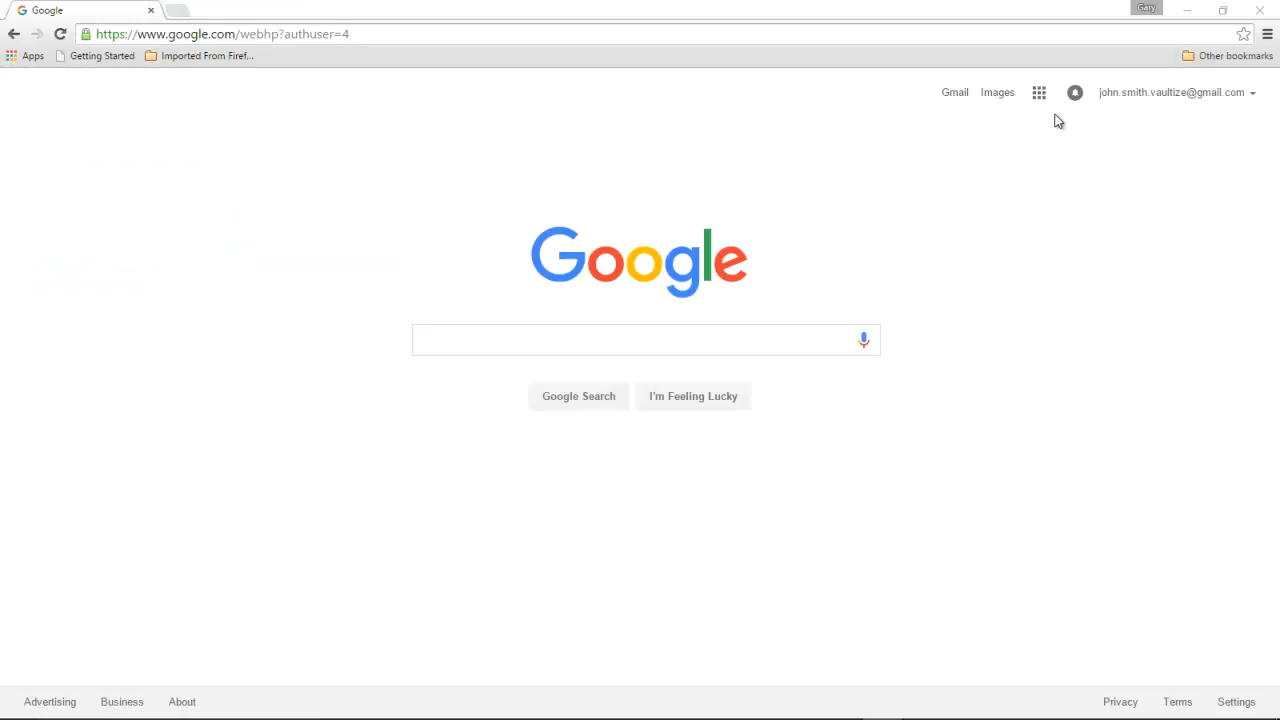 Google
Gary
https://www.google.com/webhp?authuser=4
Apps Getting Started Imported From Firef... Other bookmarks
Gmail Images john.smith.vaultize@gmail.com
Google
Google Search I'm Feeling Lucky
Advertising Business About Privacy Terms Settings